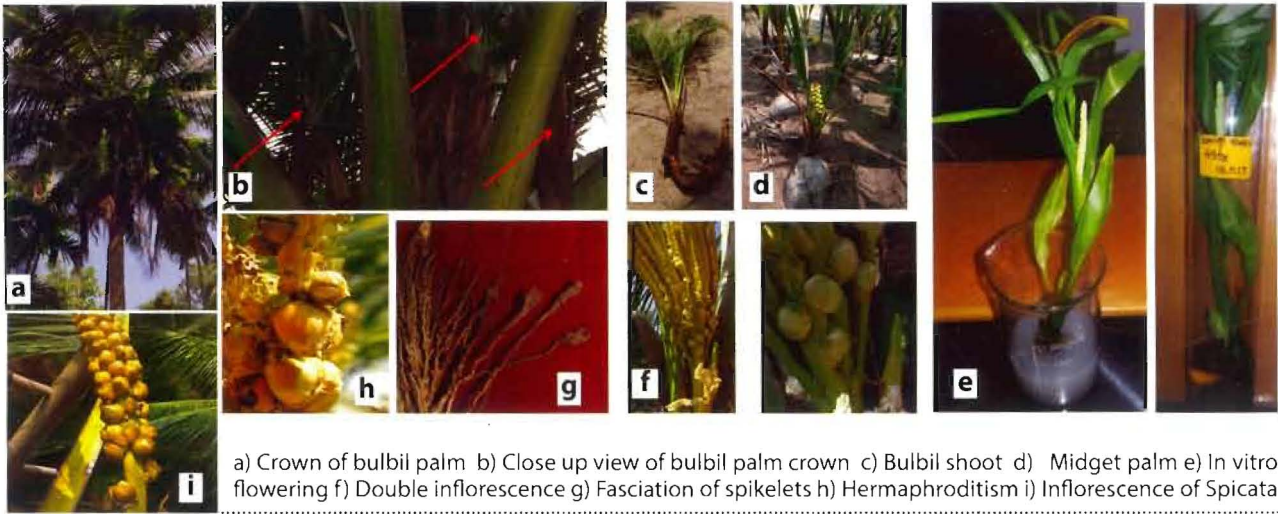 a
b
c
d
e
f
g
h
i
a) Crown of bulbil palm b) Close up view of bulbil palm crown c) Bulbil shoot d) Midget palm e) In vitro
flowering f) Double inflorescence g) Fasciation of spikelets h) Hermaphroditism i) Inflorescence of Spicata